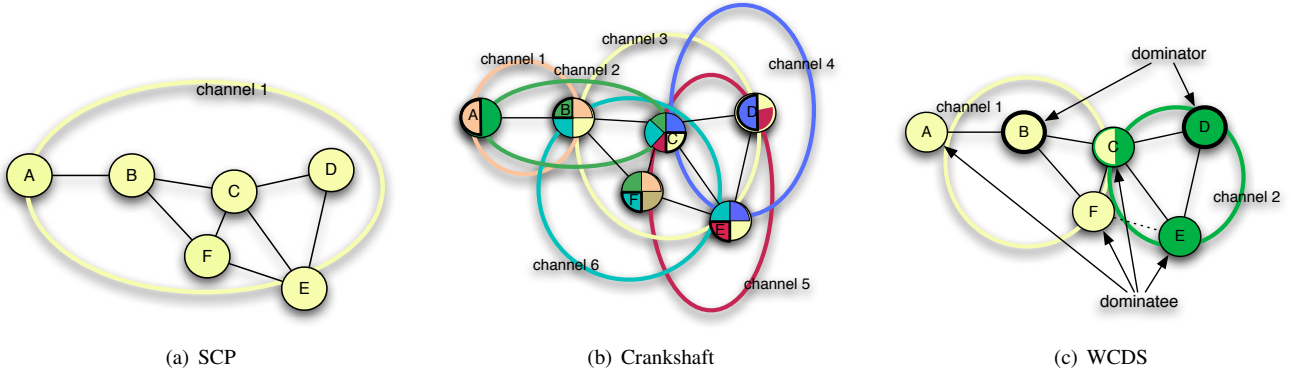 channel 1
A
B
C
D
F
E
(a) SCP
channel 1
channel 2
channel 3
channel 4
A
B
C
D
F
E
channel 6
channel 5
(b) Crankshaft
dominator
channel 1
A
B
C
D
F
E
channel 2
dominatee
(c) WCDS